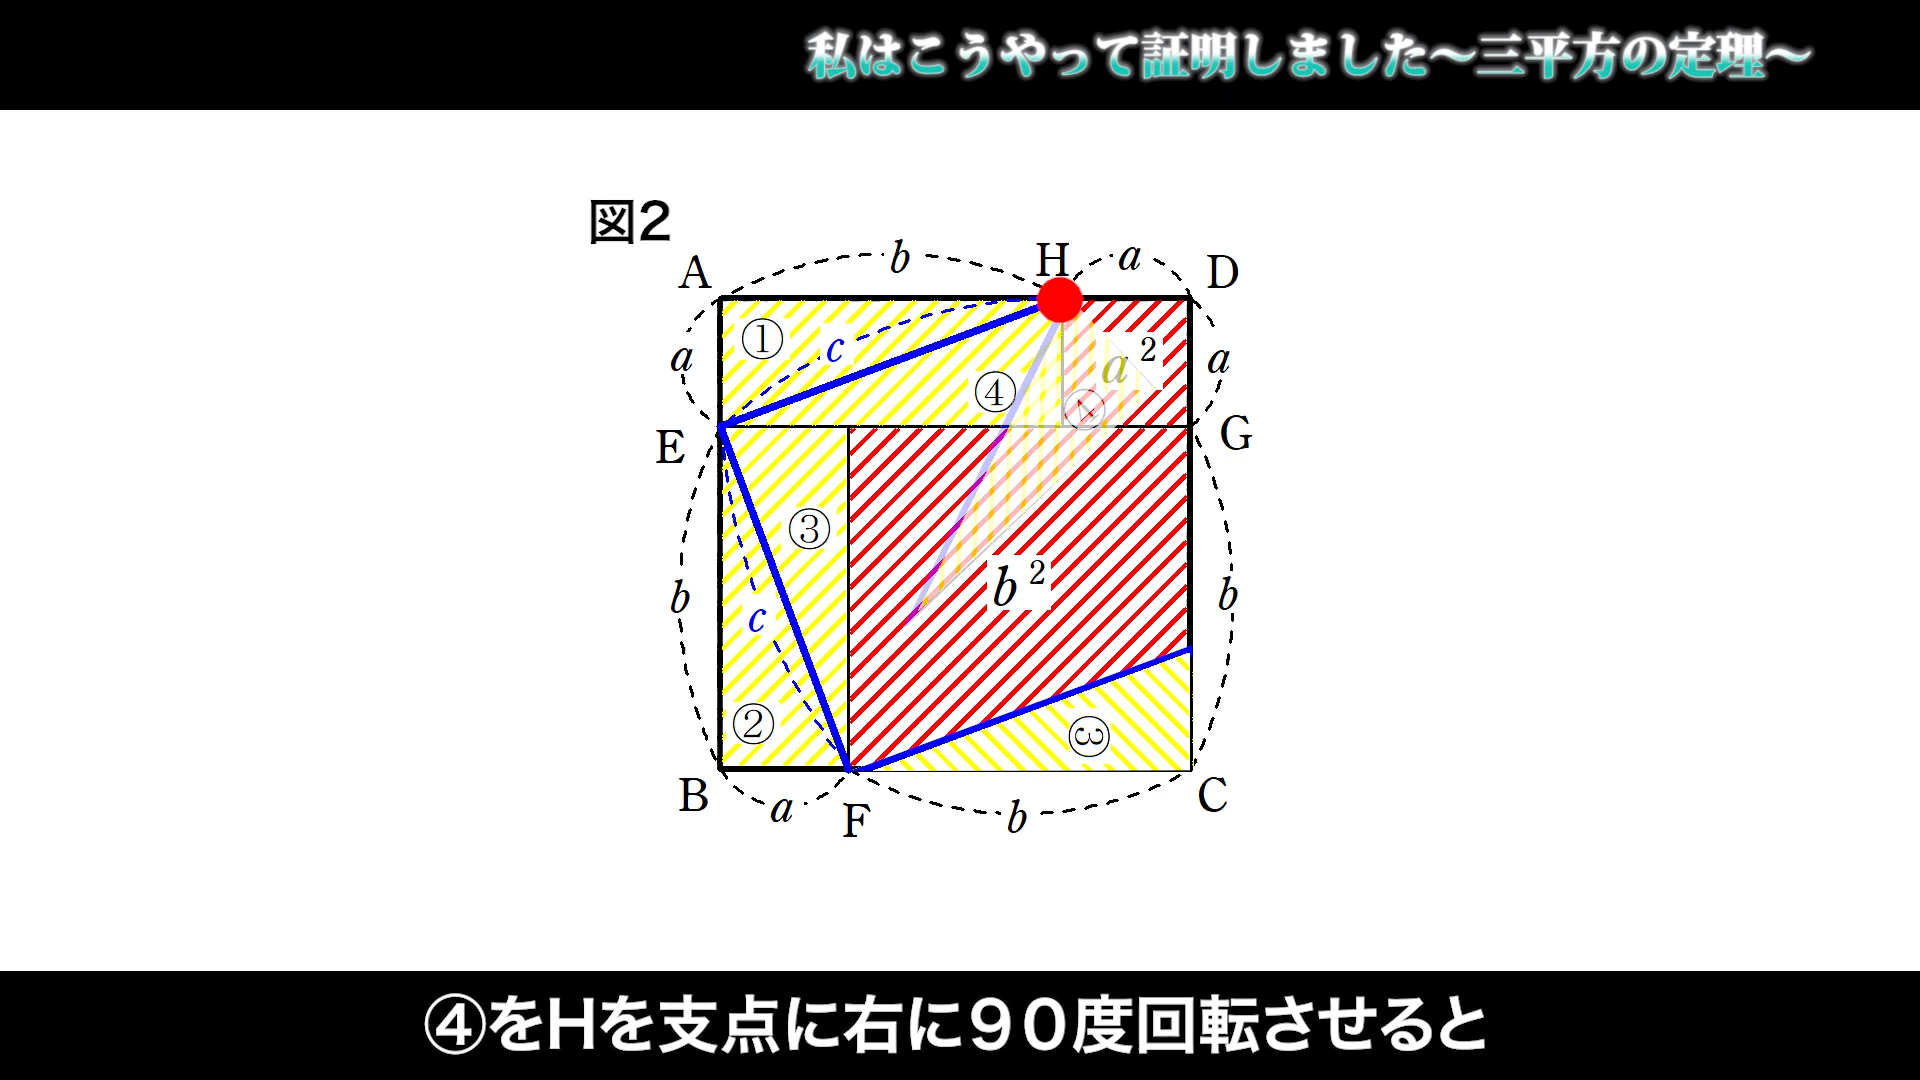 私はこうやって証明しました～三平方の定理～
図2
A b H a D
① c a²
a ④ ④ a
E G
③
b c b² b
② ③
B a F b C
④をHを支点に右に９０度回転させると